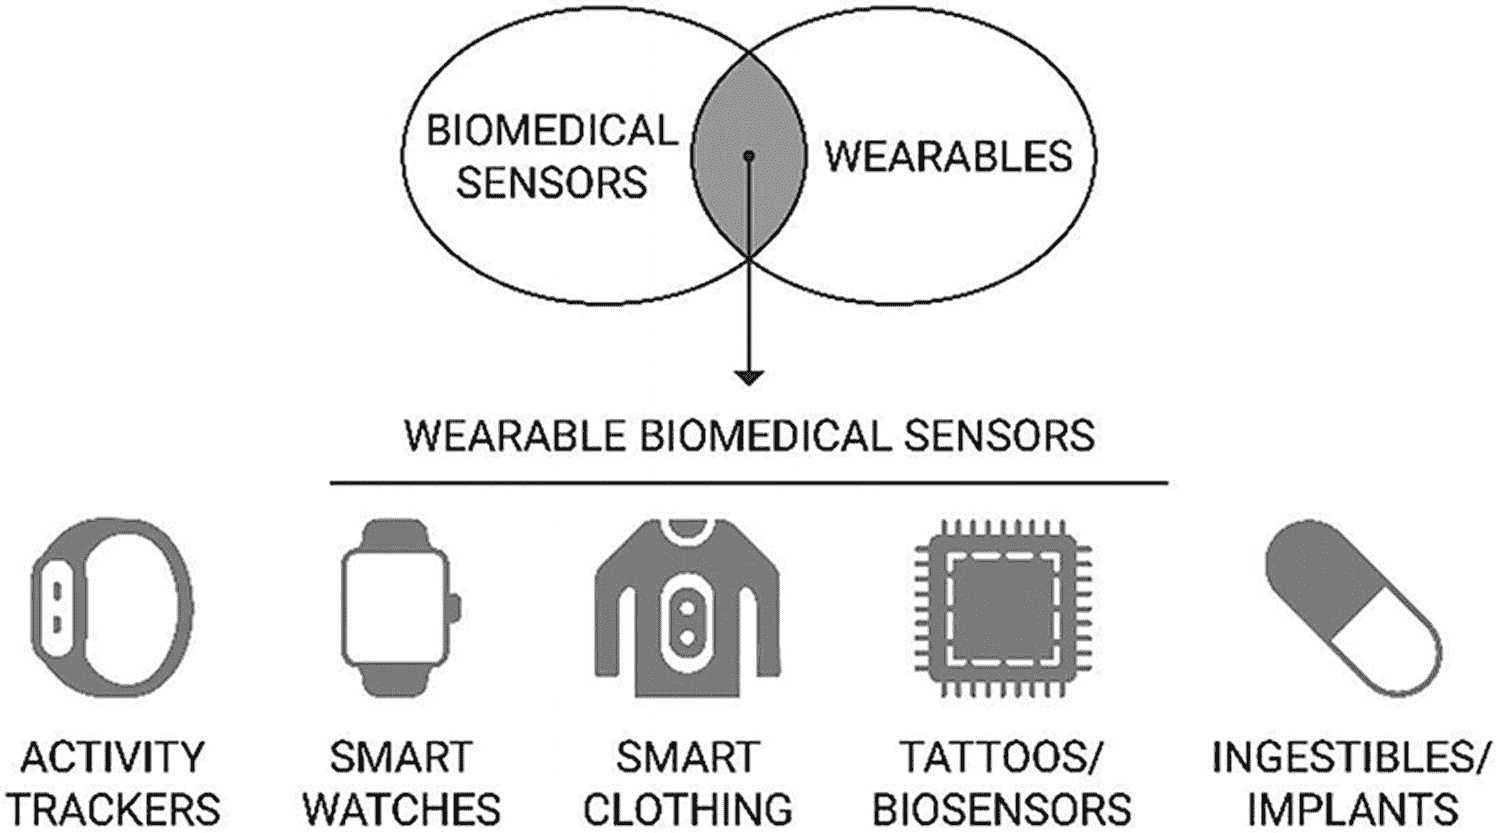 BIOMEDICAL
SENSORS
WEARABLES
WEARABLE BIOMEDICAL SENSORS
ACTIVITY
TRACKERS
SMART
WATCHES
SMART
CLOTHING
TATTOOS/
BIOSENSORS
INGESTIBLES/
IMPLANTS